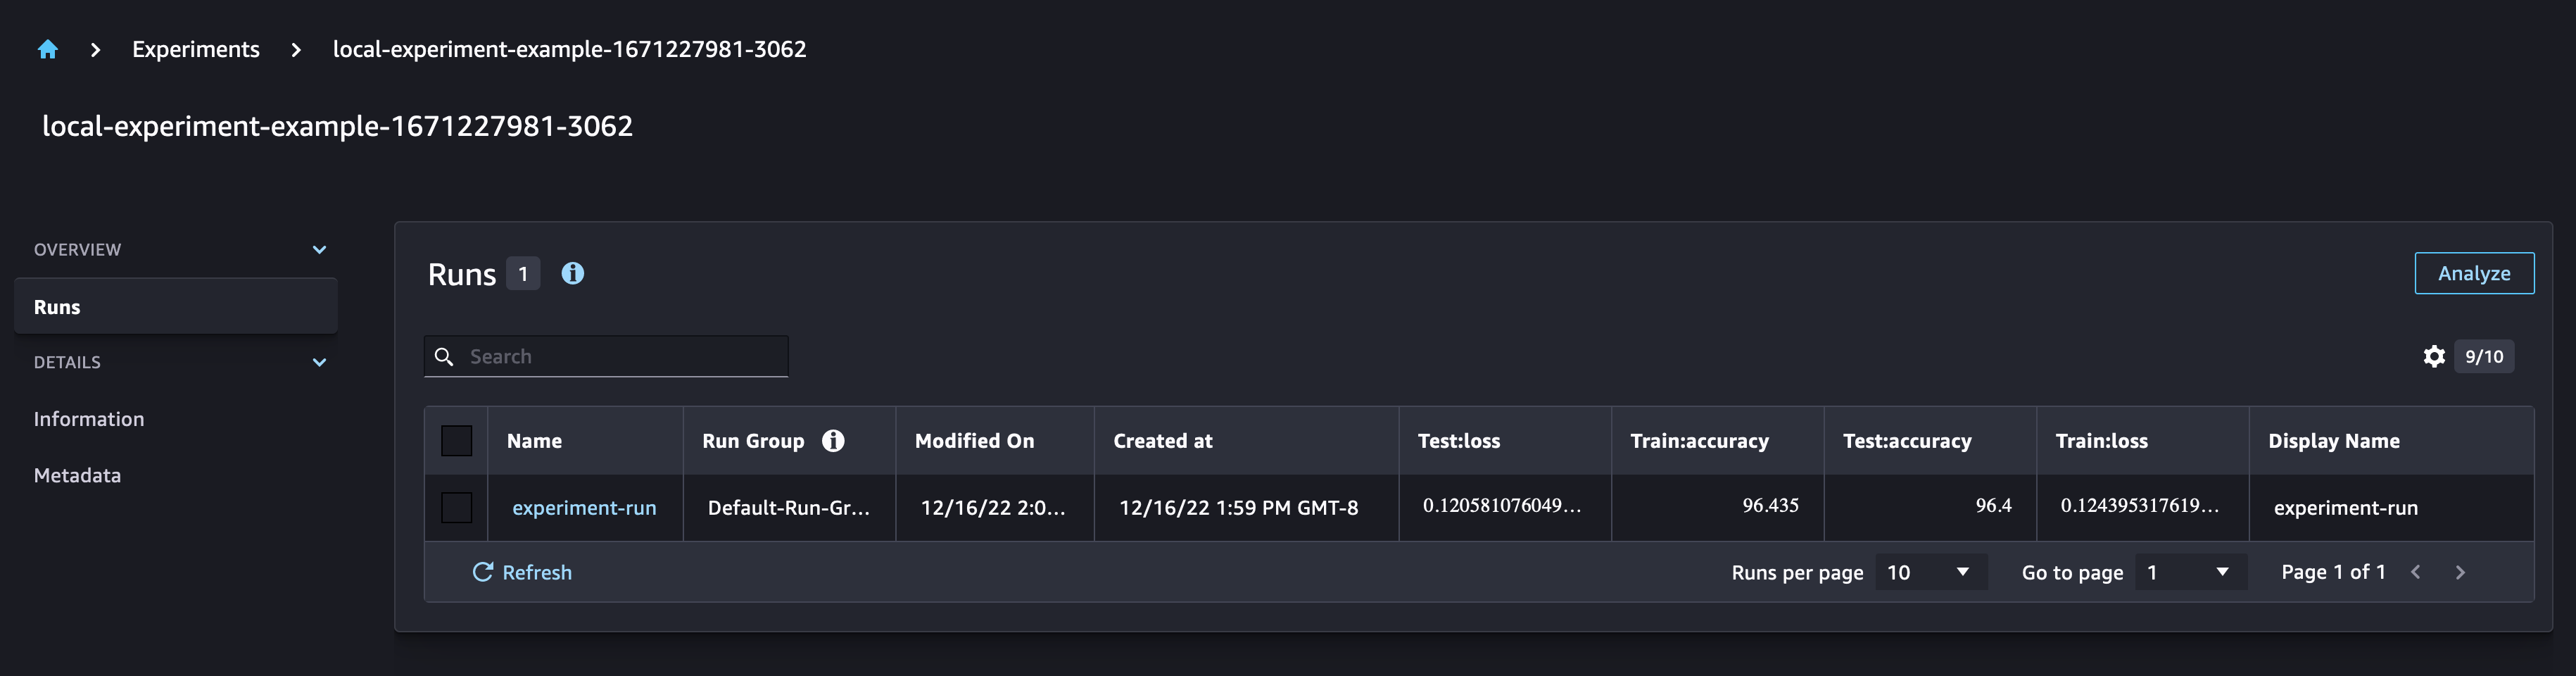 Experiments
local-experiment-example-1671227981-3062
local-experiment-example-1671227981-3062
OVERVIEW
Runs
DETAILS
Information
Metadata
Runs 1
Analyze
Search
9/10
Name Run Group Modified On Created at Test:loss Train:accuracy Test:accuracy Train:loss Display Name
experiment-run Default-Run-Gr... 12/16/22 2:0... 12/16/22 1:59 PM GMT-8 0.120581076049... 96.435 96.4 0.124395317619... experiment-run
Refresh Runs per page 10 Go to page 1 Page 1 of 1